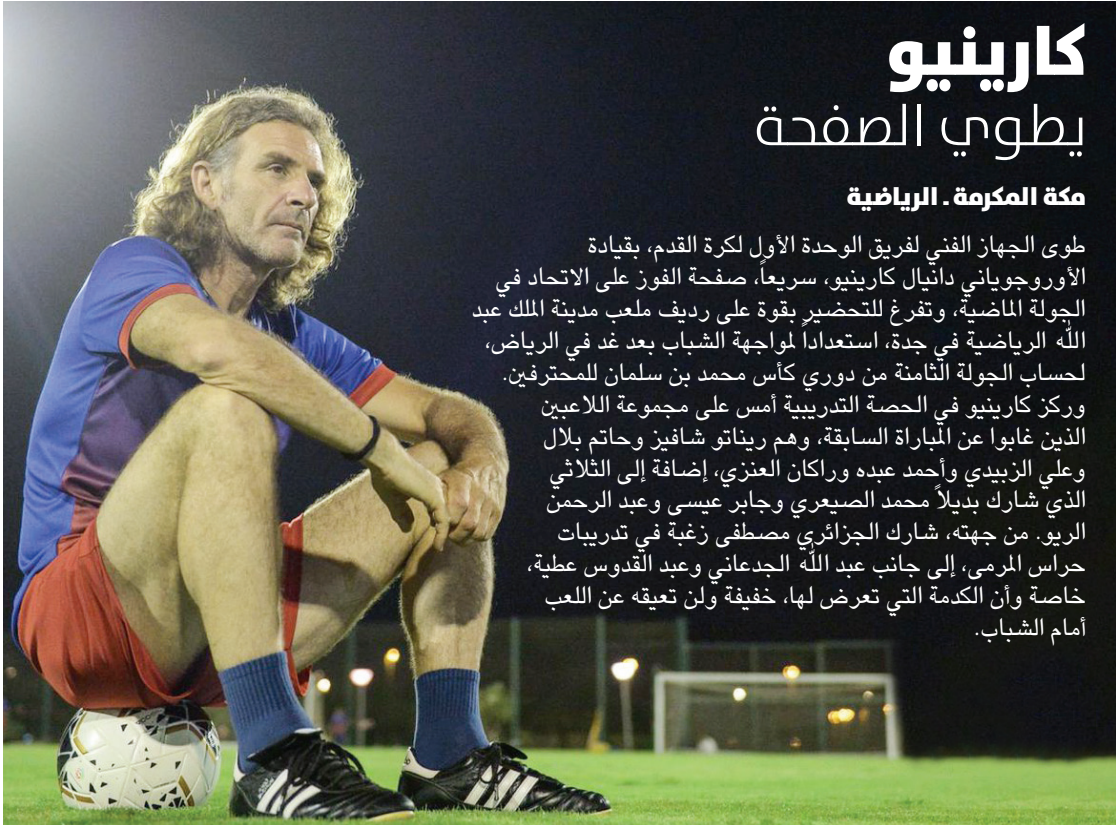 كارينيو
يطوي الصفحة
مكة المكرمة ـ الرياضية
طوى الجهاز الفني لفريق الوحدة الأول لكرة القدم، بقيادة
الأوروجوياني دانيال كارينيو، سريعاً، صفحة الفوز على الاتحاد في
الجولة الماضية، وتفرغ للتحضير بقوة على رديف ملعب مدينة الملك عبد
الله الرياضية في جدة، استعداداً لمواجهة الشباب بعد غد في الرياض،
لحساب الجولة الثامنة من دوري كأس محمد بن سلمان للمحترفين.
وركز كارينيو في الحصة التدريبية أمس على مجموعة اللاعبين
الذين غابوا عن المباراة السابقة، وهم ريناتو شافيز وحاتم بلال
وعلي الزبيدي وأحمد عبده وراكان العنزي، إضافة إلى الثلاثي
الذي شارك بديلاً محمد الصيعري وجابر عيسى وعبد الرحمن
الريو. من جهته، شارك الجزائري مصطفى زغبة في تدريبات
حراس المرمى، إلى جانب عبد الله الجدعاني وعبد القدوس عطية،
خاصة وأن الكدمة التي تعرض لها، خفيفة ولن تعيقه عن اللعب
أمام الشباب.